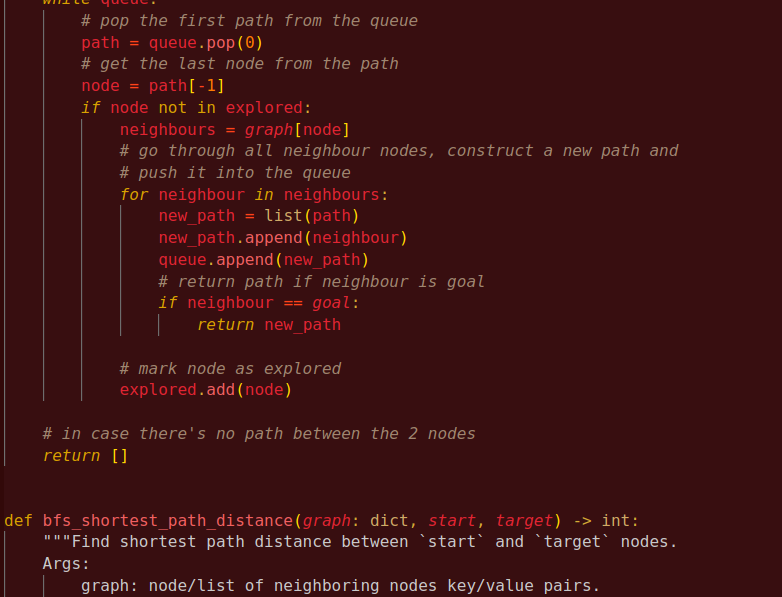 while queue:
# pop the first path from the queue
path = queue.pop(0)
# get the last node from the path
node = path[-1]
if node not in explored:
neighbours = graph[node]
# go through all neighbour nodes, construct a new path and
# push it into the queue
for neighbour in neighbours:
new_path = list(path)
new_path.append(neighbour)
queue.append(new_path)
# return path if neighbour is goal
if neighbour == goal:
return new_path
# mark node as explored
explored.add(node)
# in case there's no path between the 2 nodes
return []
def bfs_shortest_path_distance(graph: dict, start, target) -> int:
"""Find shortest path distance between `start` and `target` nodes.
Args:
graph: node/list of neighboring nodes key/value pairs.